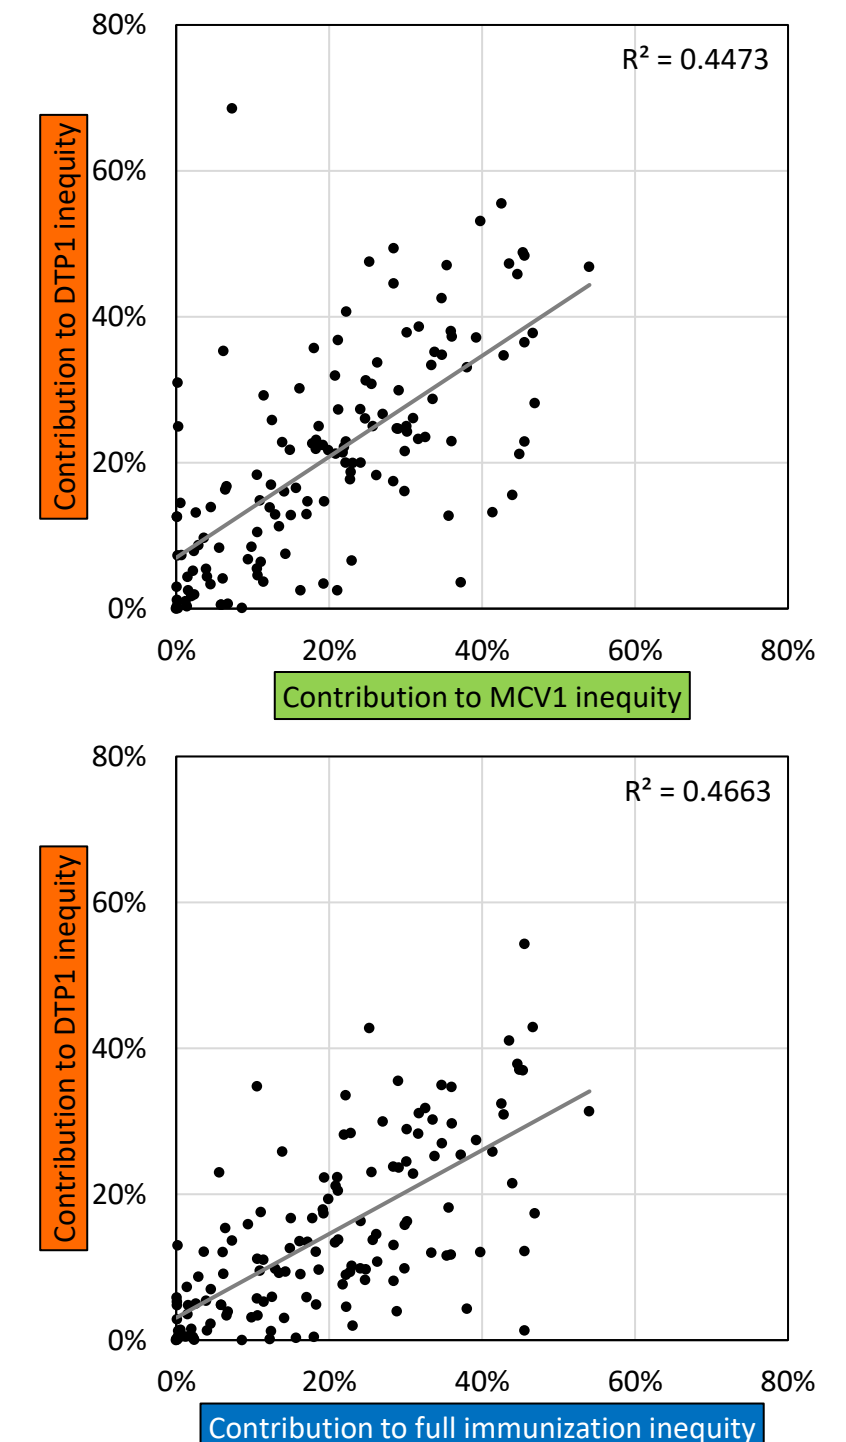 80%
R² = 0.4473
60%
40%
20%
0%
Contribution to DTP1 inequity
0% 20% 40% 60% 80%
Contribution to MCV1 inequity
80%
R² = 0.4663
60%
40%
20%
0%
Contribution to DTP1 inequity
0% 20% 40% 60% 80%
Contribution to full immunization inequity